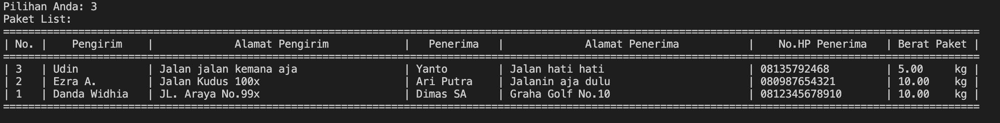 Pilihan Anda: 3
Paket List:
============================================================================================================================================================
| No. |    Pengirim    |             Alamat Pengirim            |   Penerima   |             Alamat Penerima           |    No.HP Penerima   | Berat Paket |
============================================================================================================================================================
| 3   | Udin           | Jalan jalan kemana aja                 | Yanto        | Jalan hati hati                       | 08135792468         | 5.00     kg |
| 2   | Ezra A.        | Jalan Kudus 100x                       | Ari Putra    | Jalanin aja dulu                      | 080987654321        | 10.00    kg |
| 1   | Danda Widhia   | JL. Araya No.99x                       | Dimas SA     | Graha Golf No.10                      | 0812345678910       | 10.00    kg |
============================================================================================================================================================